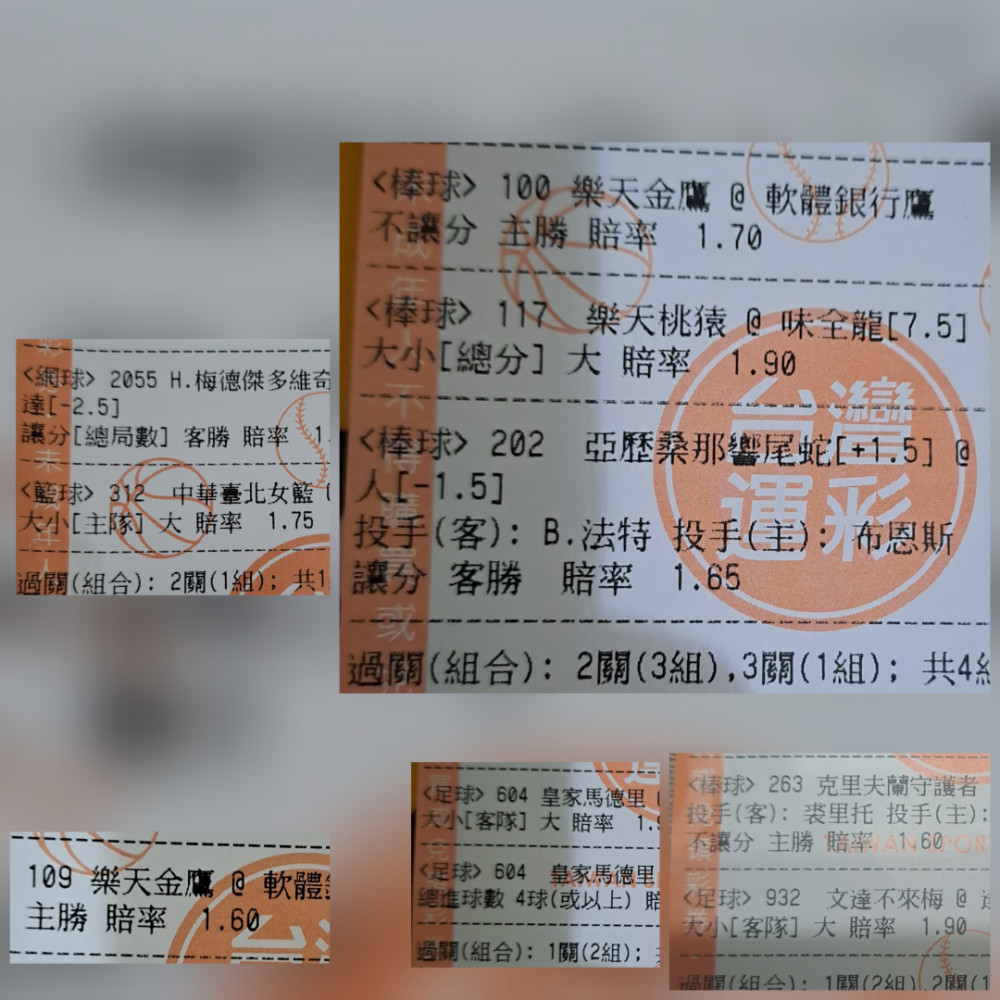 <棒球> 100 樂天金鷹 @ 軟體銀行鷹
不讓分 主勝 賠率 1.70
<棒球> 117 樂天桃猿 @ 味全龍[7.5]
大小[總分] 大 賠率 1.90
<棒球> 202 亞歷桑那響尾蛇[+1.5] @
人[-1.5]
投手(客): B.法特 投手(主): 布恩斯
讓分 客勝 賠率 1.65
過關(組合): 2關(3組),3關(1組); 共4
台灣
運彩
<網球> 2055 H.梅德傑多維奇
達[-2.5]
讓分[總局數] 客勝 賠率 1.
<籃球> 312 中華臺北女籃
大小[主隊] 大 賠率 1.75
過關(組合): 2關(1組); 共1
109 樂天金鷹 @ 軟體
主勝 賠率 1.60
<足球> 604 皇家馬德里
大小[客隊] 大 賠率 1.
<足球> 604 皇家馬德里
總進球數 4球(或以上) 賠
過關(組合): 1關(2組);
<棒球> 263 克里夫蘭守護者
投手(客): 裘里托 投手(主):
不讓分 主勝 賠率 1.60
<足球> 932 文達不來梅 @
大小[客隊] 大 賠率 1.90
過關(組合): 1關(2組),2關(1